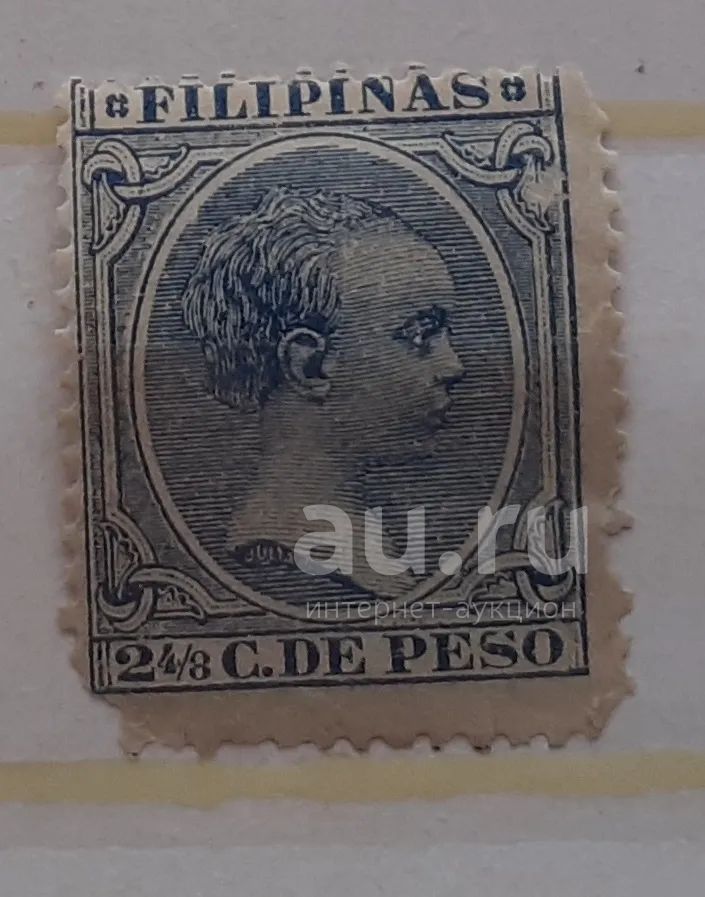 FILIPINAS
au.ru
интернет-аукцион
2 4/8 C. DE PESO